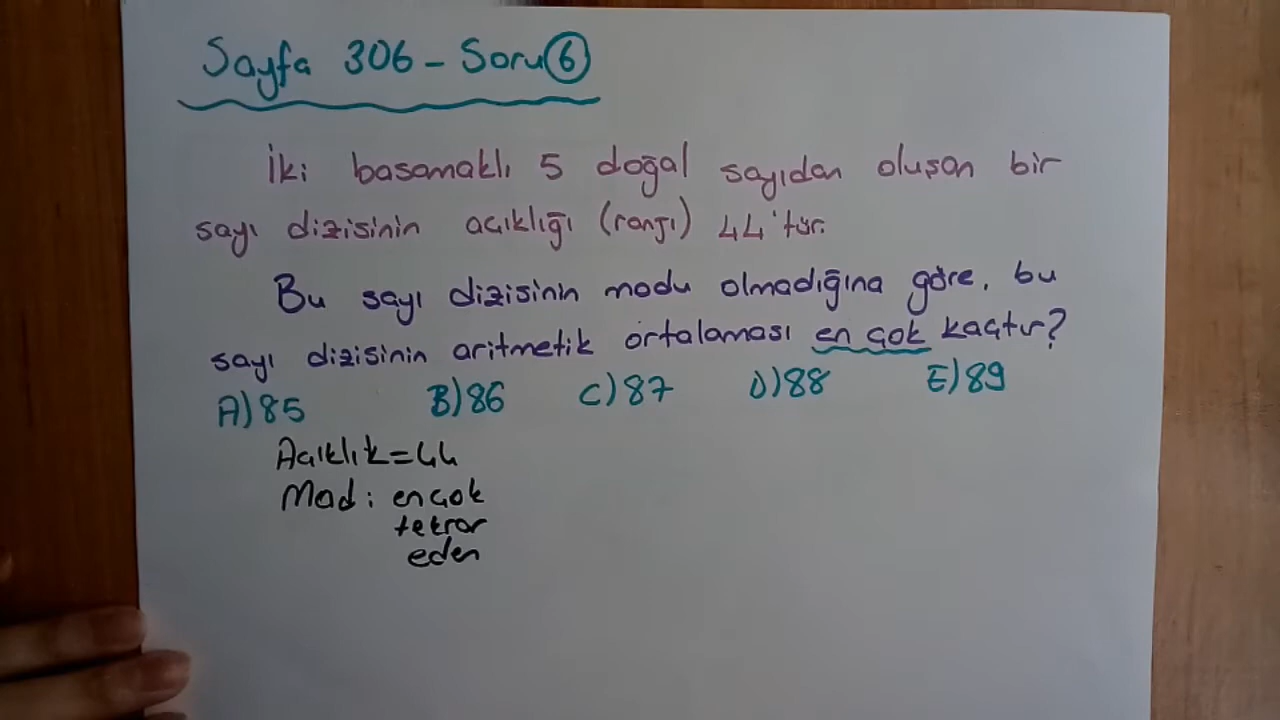 Sayfa 306 - Soru 6
İki basamaklı 5 doğal sayıdan oluşan bir
sayı dizisinin açıklığı (ranjı) 44'tür.
Bu sayı dizisinin modu olmadığına göre, bu
sayı dizisinin aritmetik ortalaması en çok kaçtır?
A)85 B)86 C)87 D)88 E)89
Açıklık=44
Mod: en çok
tekrar
eden